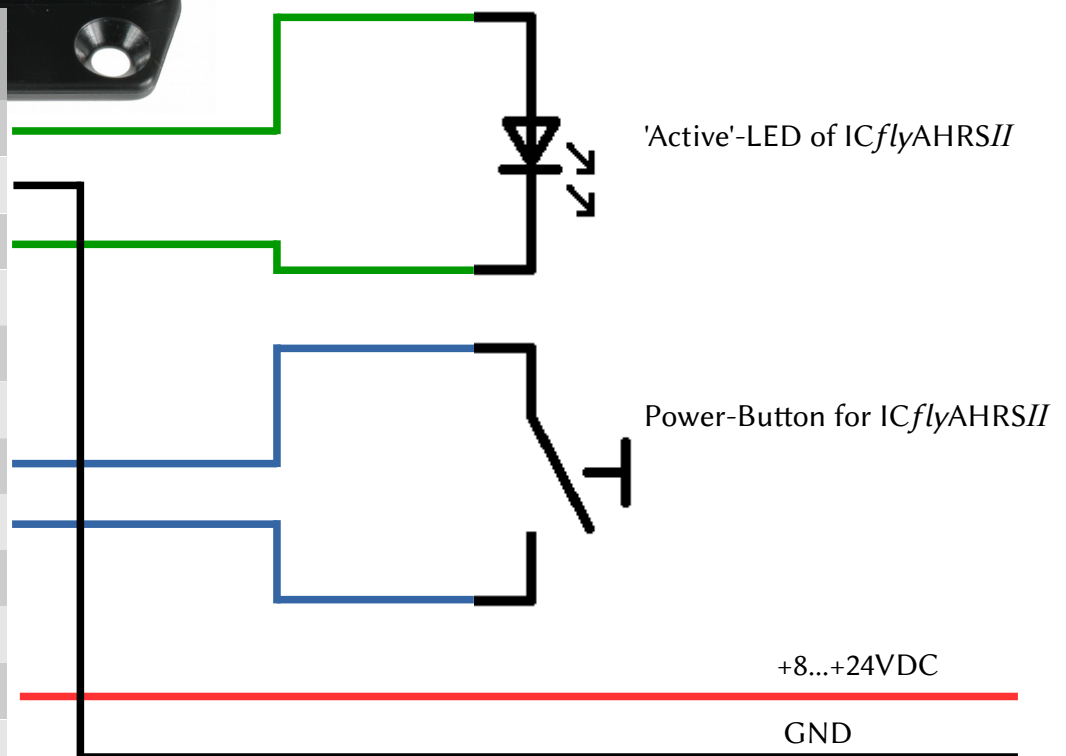 'Active'-LED of ICflyAHRSII
Power-Button for ICflyAHRSII
+8...+24VDC
GND